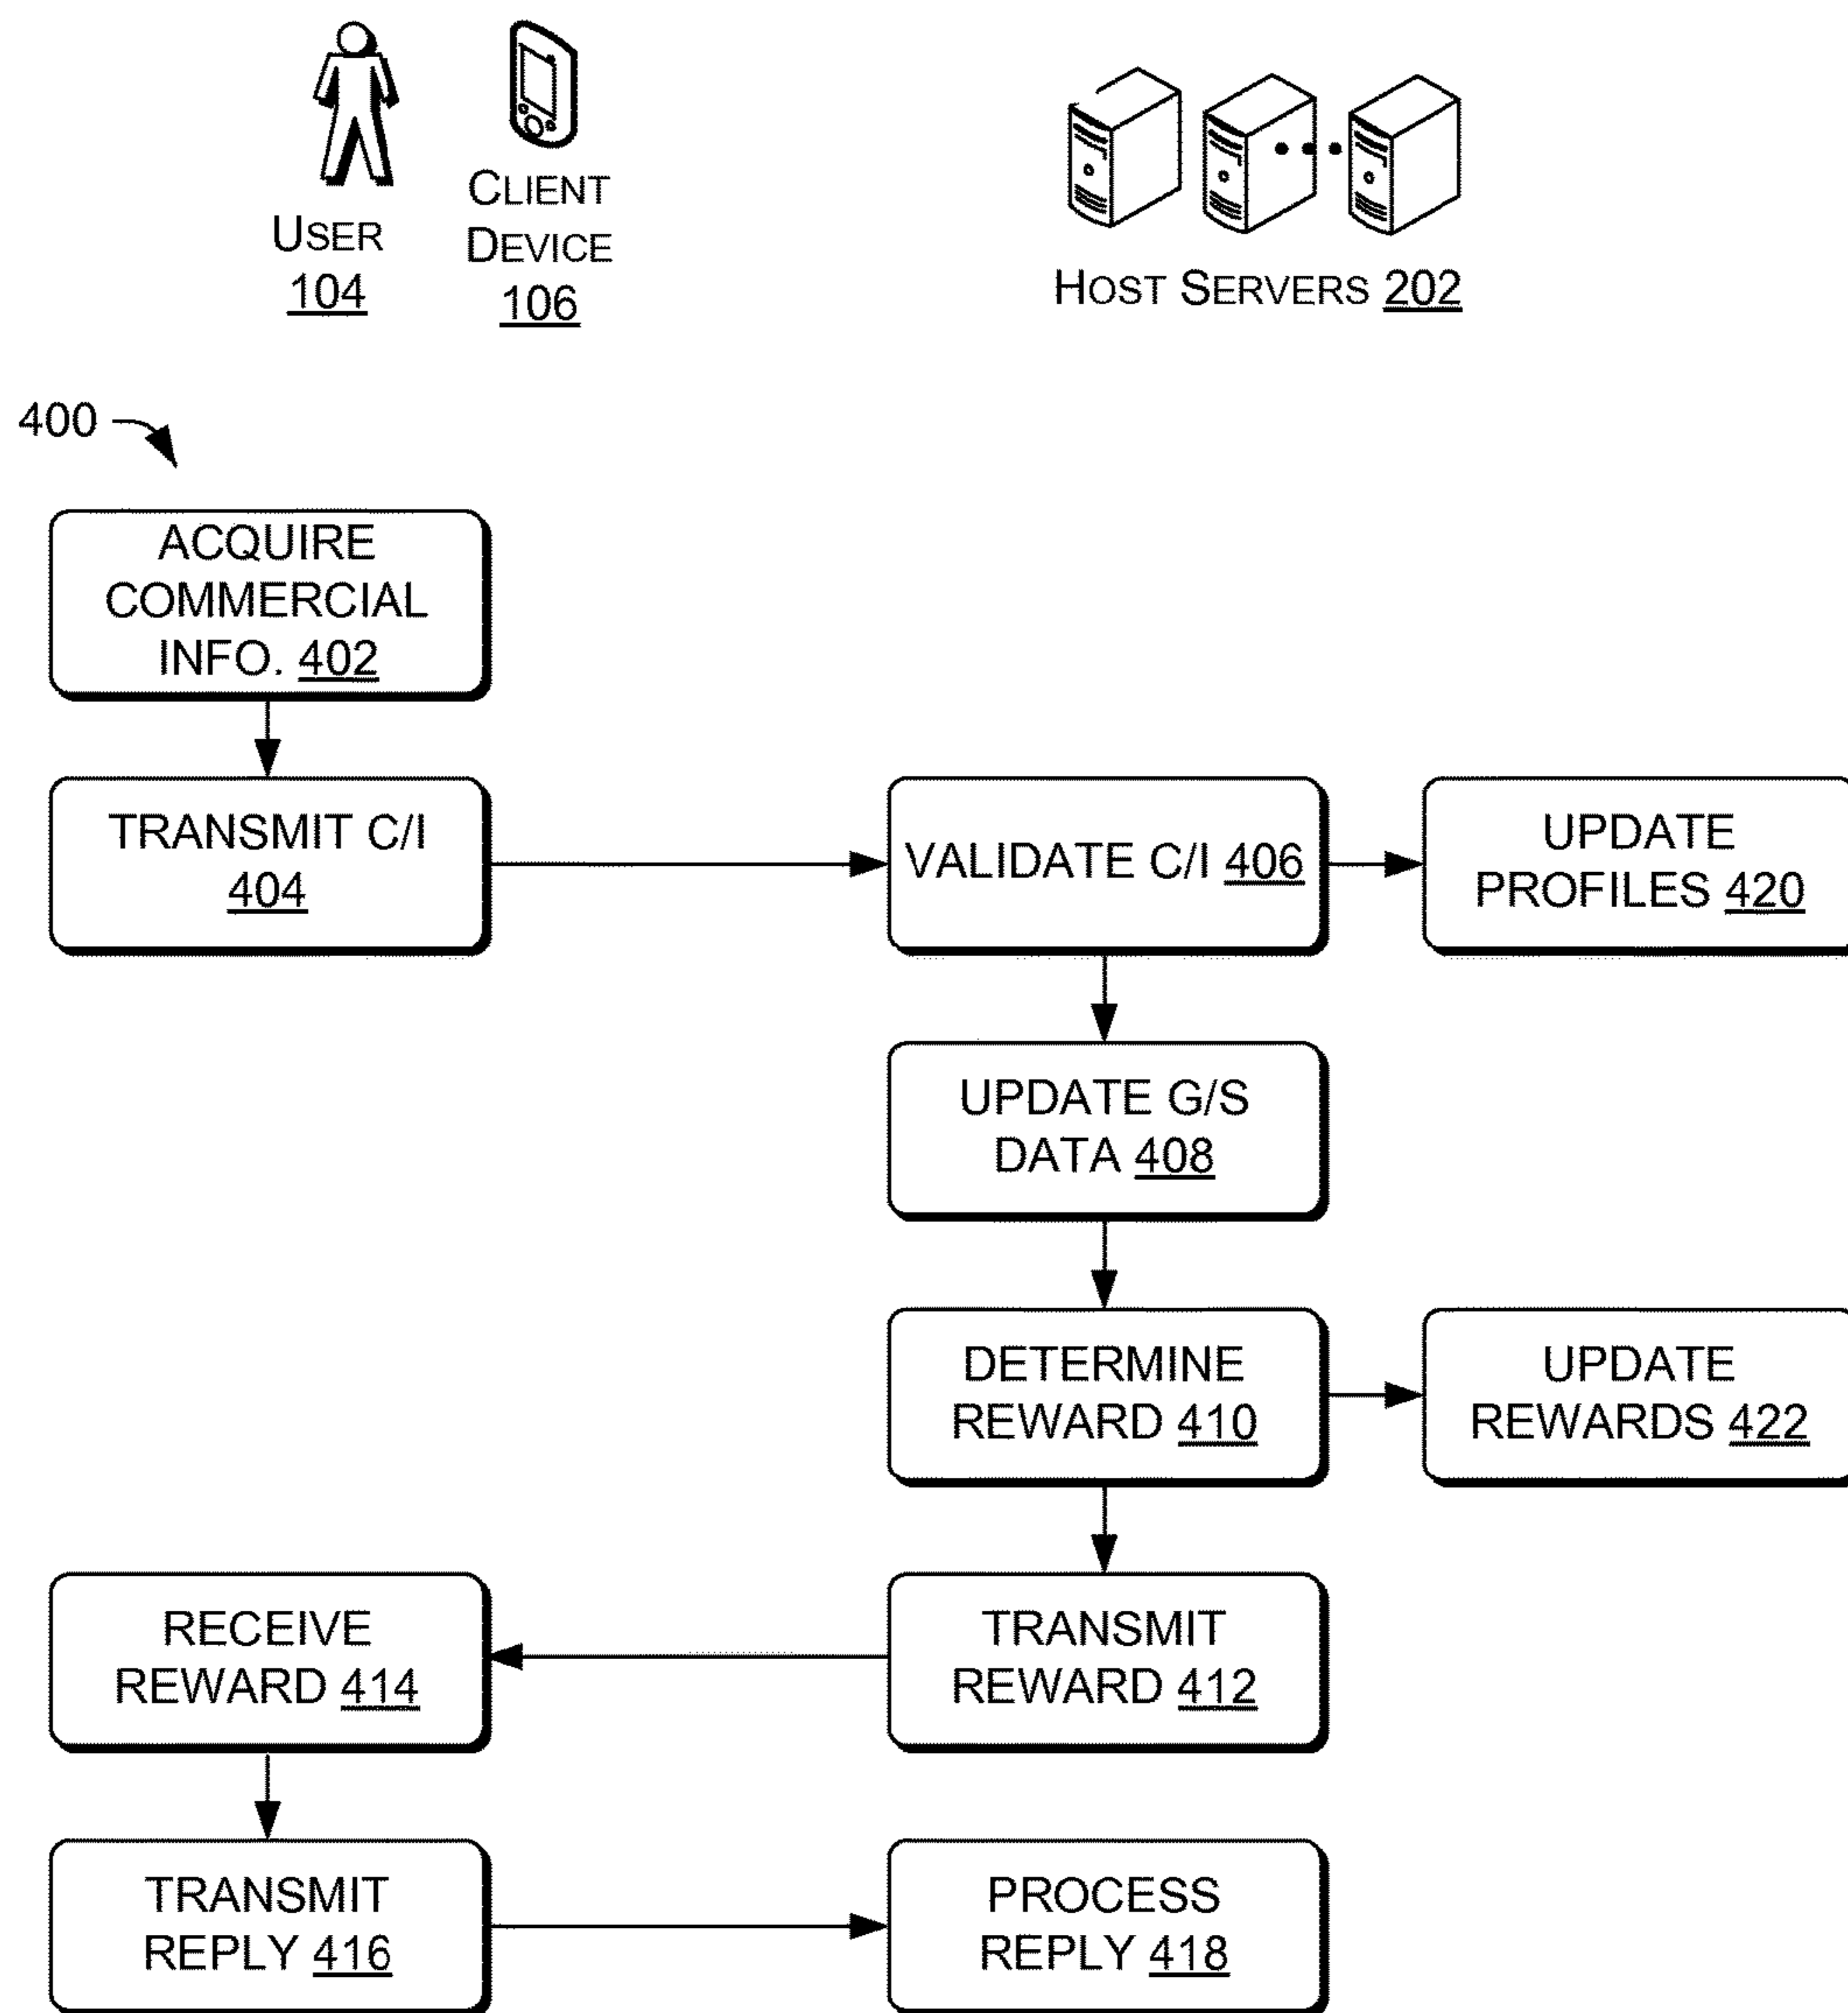 USER
104
CLIENT
DEVICE
106
HOST SERVERS 202
400
ACQUIRE
COMMERCIAL
INFO. 402
TRANSMIT C/I
404
VALIDATE C/I 406
UPDATE
PROFILES 420
UPDATE G/S
DATA 408
DETERMINE
REWARD 410
UPDATE
REWARDS 422
RECEIVE
REWARD 414
TRANSMIT
REWARD 412
TRANSMIT
REPLY 416
PROCESS
REPLY 418